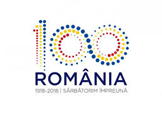 100
ROMÂNIA
1918-2018 | SĂRBĂTORIM ÎMPREUNĂ